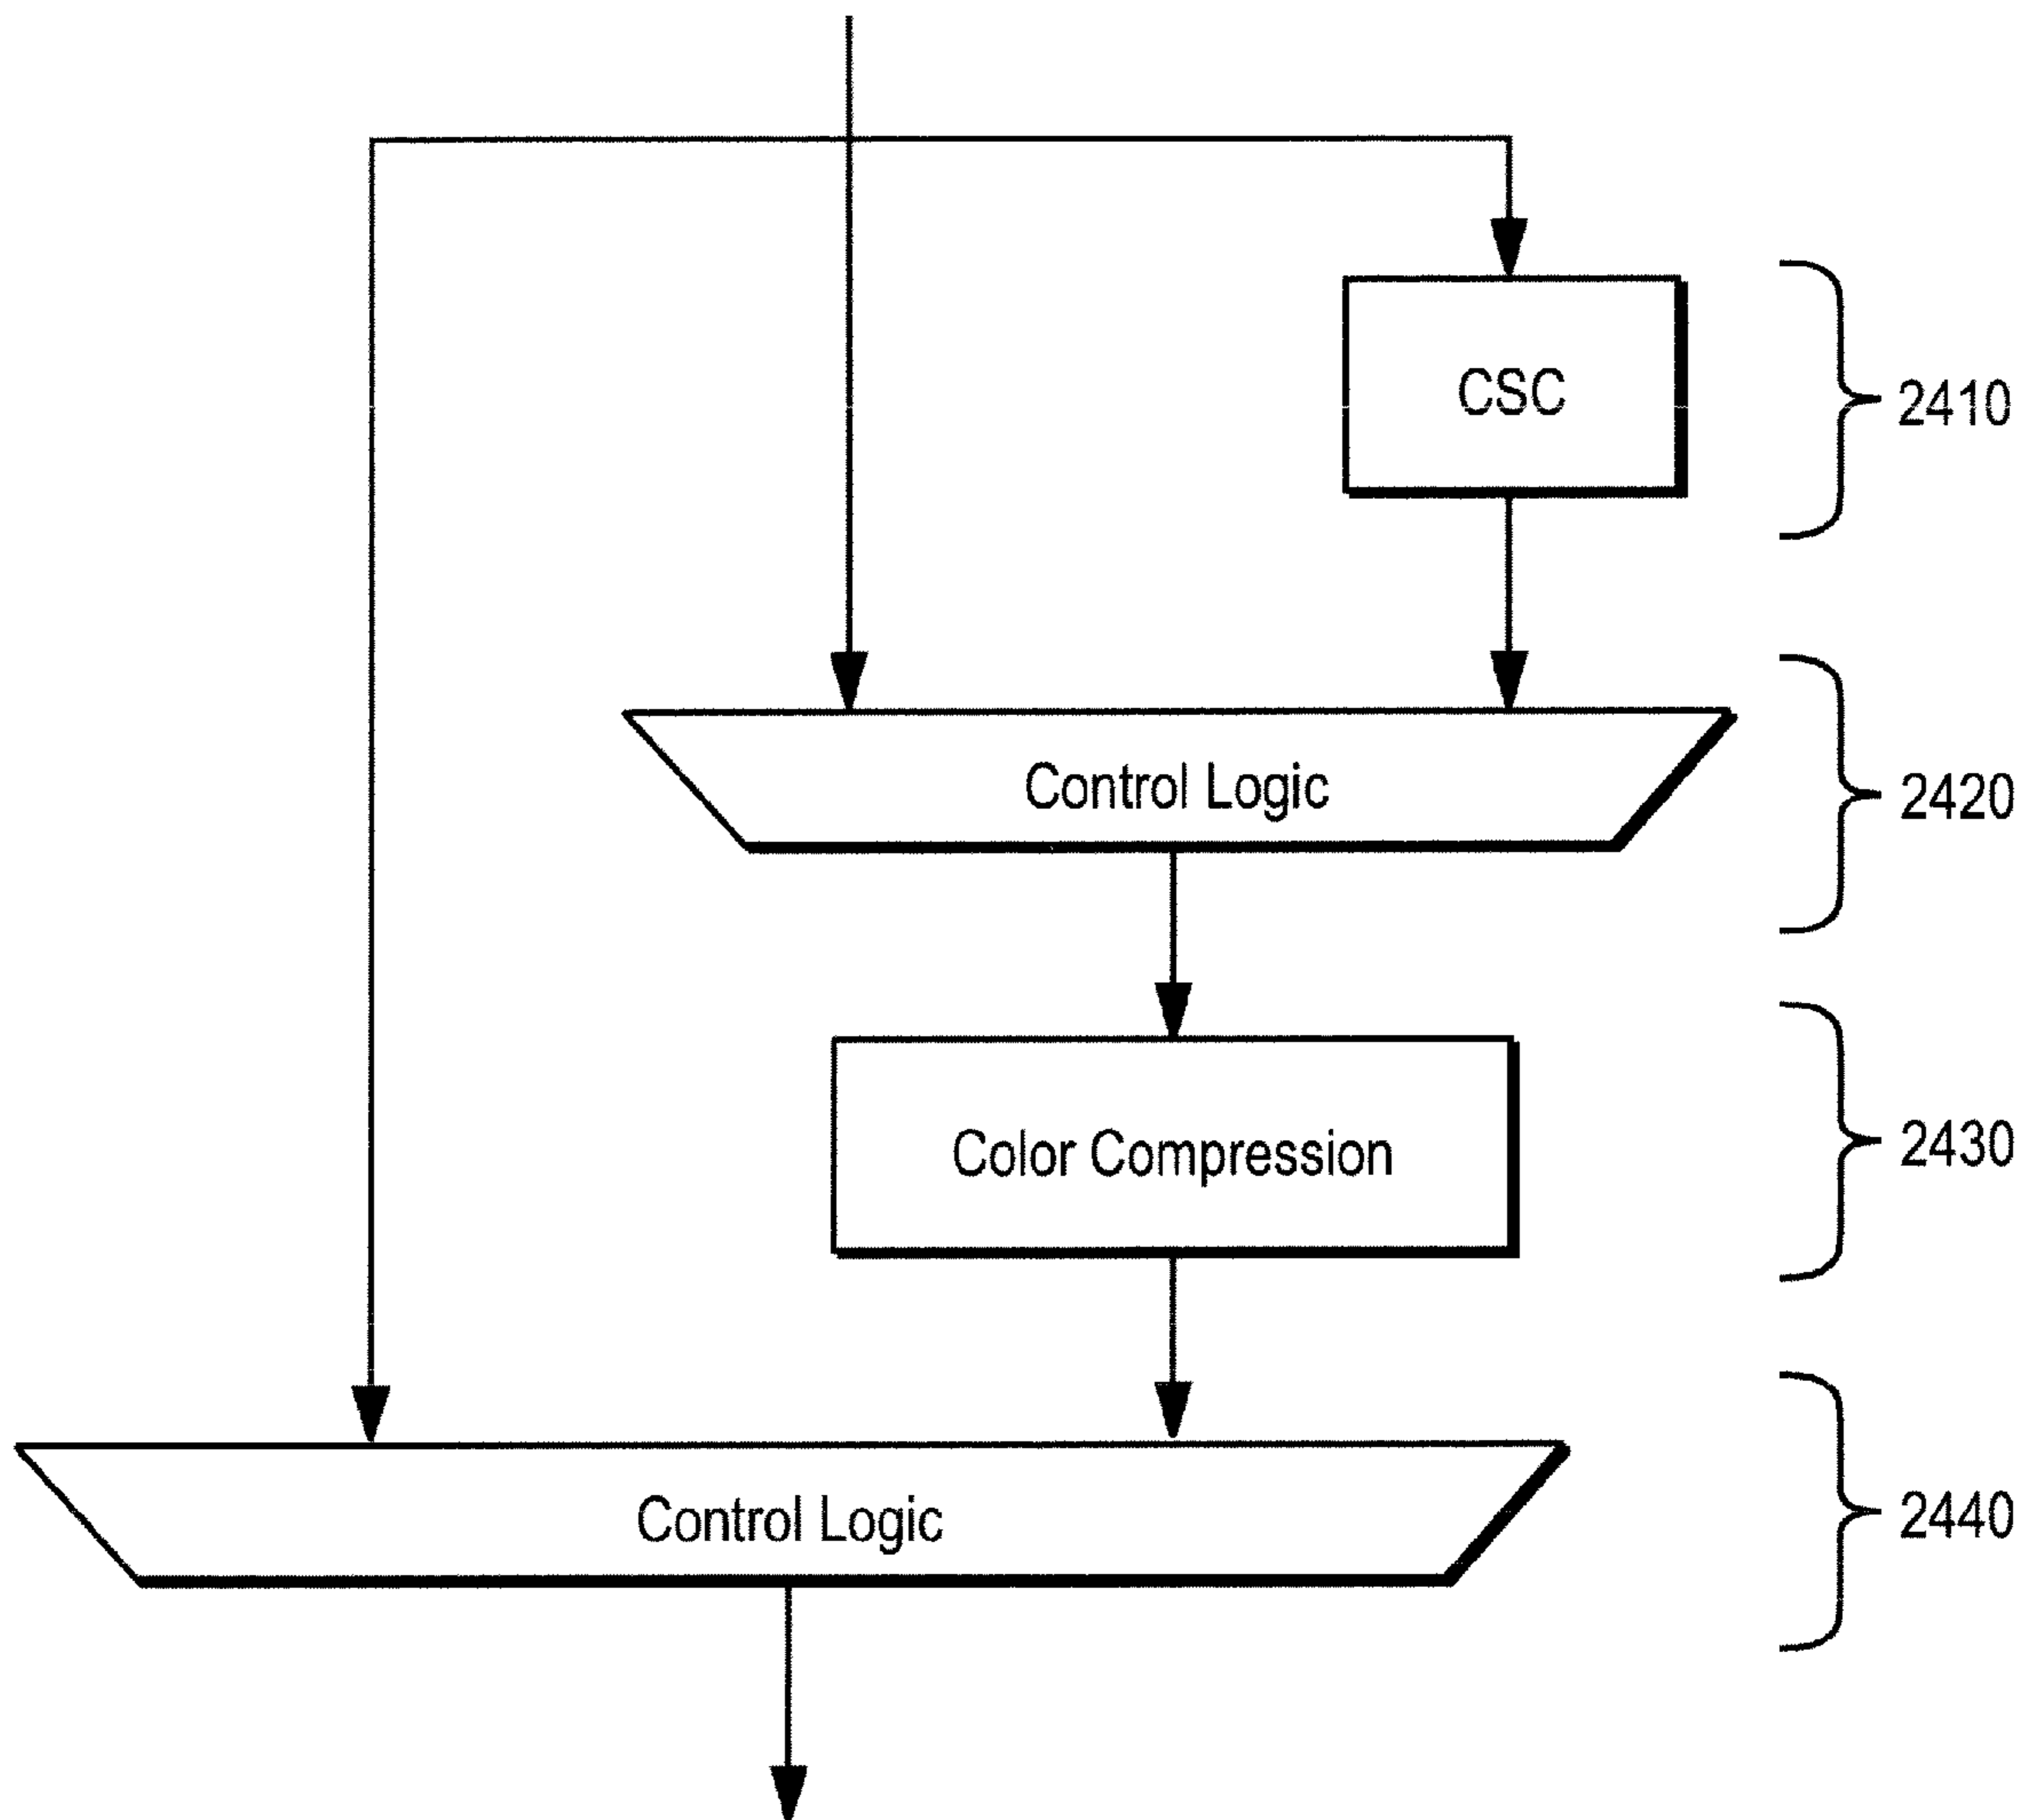 CSC
2410
Control Logic
2420
Color Compression
2430
Control Logic
2440